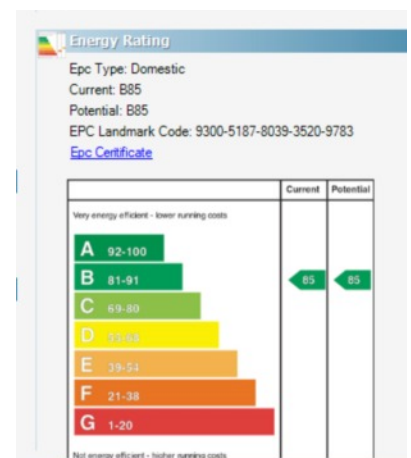 Energy Rating
Epc Type: Domestic
Current: B85
Potential: B85
EPC Landmark Code: 9300-5187-8039-3520-9783
Epc Certificate
Current Potential
Very energy efficient - lower running costs
A 92-100
B 81-91 85 85
C 69-80
D 55-68
E 39-54
F 21-38
G 1-20
Not energy efficient - higher running costs